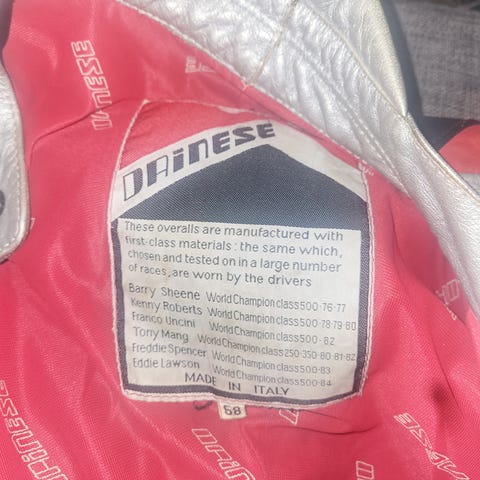 DAINESE
DAiNESE
These overalls are manufactured with
first-class materials : the same which,
chosen and tested on in a large number
of races, are worn by the drivers
Barry Sheene World Champion class 500·76·77
Kenny Roberts World Champion class 500·78·79·80
Franco Uncini World Champion class 500·82
Tony Mang World Champion class 250·350·80·81·82
Freddie Spencer World Champion class 500·83
Eddie Lawson World Champion class 500·84
MADE IN ITALY
58
DAiNESE